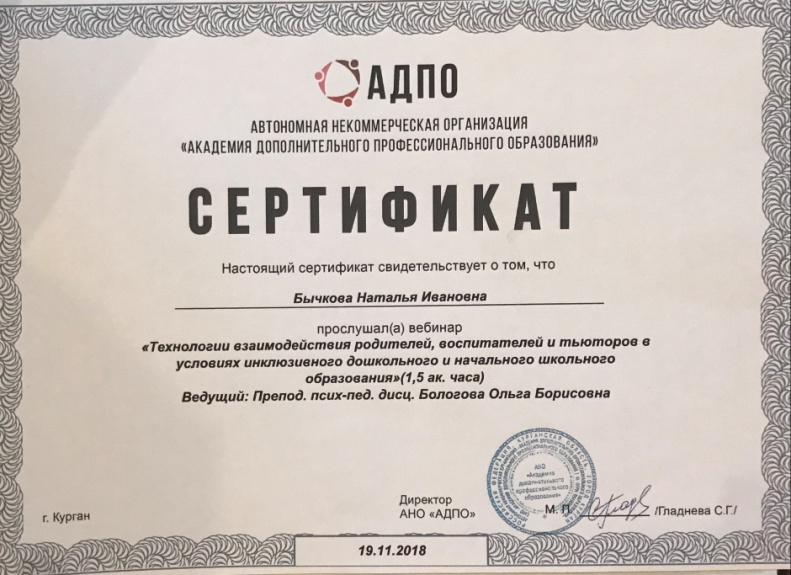 АДПО
АВТОНОМНАЯ НЕКОММЕРЧЕСКАЯ ОРГАНИЗАЦИЯ
«АКАДЕМИЯ ДОПОЛНИТЕЛЬНОГО ПРОФЕССИОНАЛЬНОГО ОБРАЗОВАНИЯ»
СЕРТИФИКАТ
Настоящий сертификат свидетельствует о том, что
Бычкова Наталья Ивановна
прослушал(а) вебинар
«Технологии взаимодействия родителей, воспитателей и тьюторов в
условиях инклюзивного дошкольного и начального школьного
образования»(1,5 ак. часа)
Ведущий: Препод. псих-пед. дисц. Бологова Ольга Борисовна
АНО
«Академия
дополнительного
профессионального
образования»
г. Курган
Директор
АНО «АДПО»
М. П.
/Гладнева С.Г./
19.11.2018